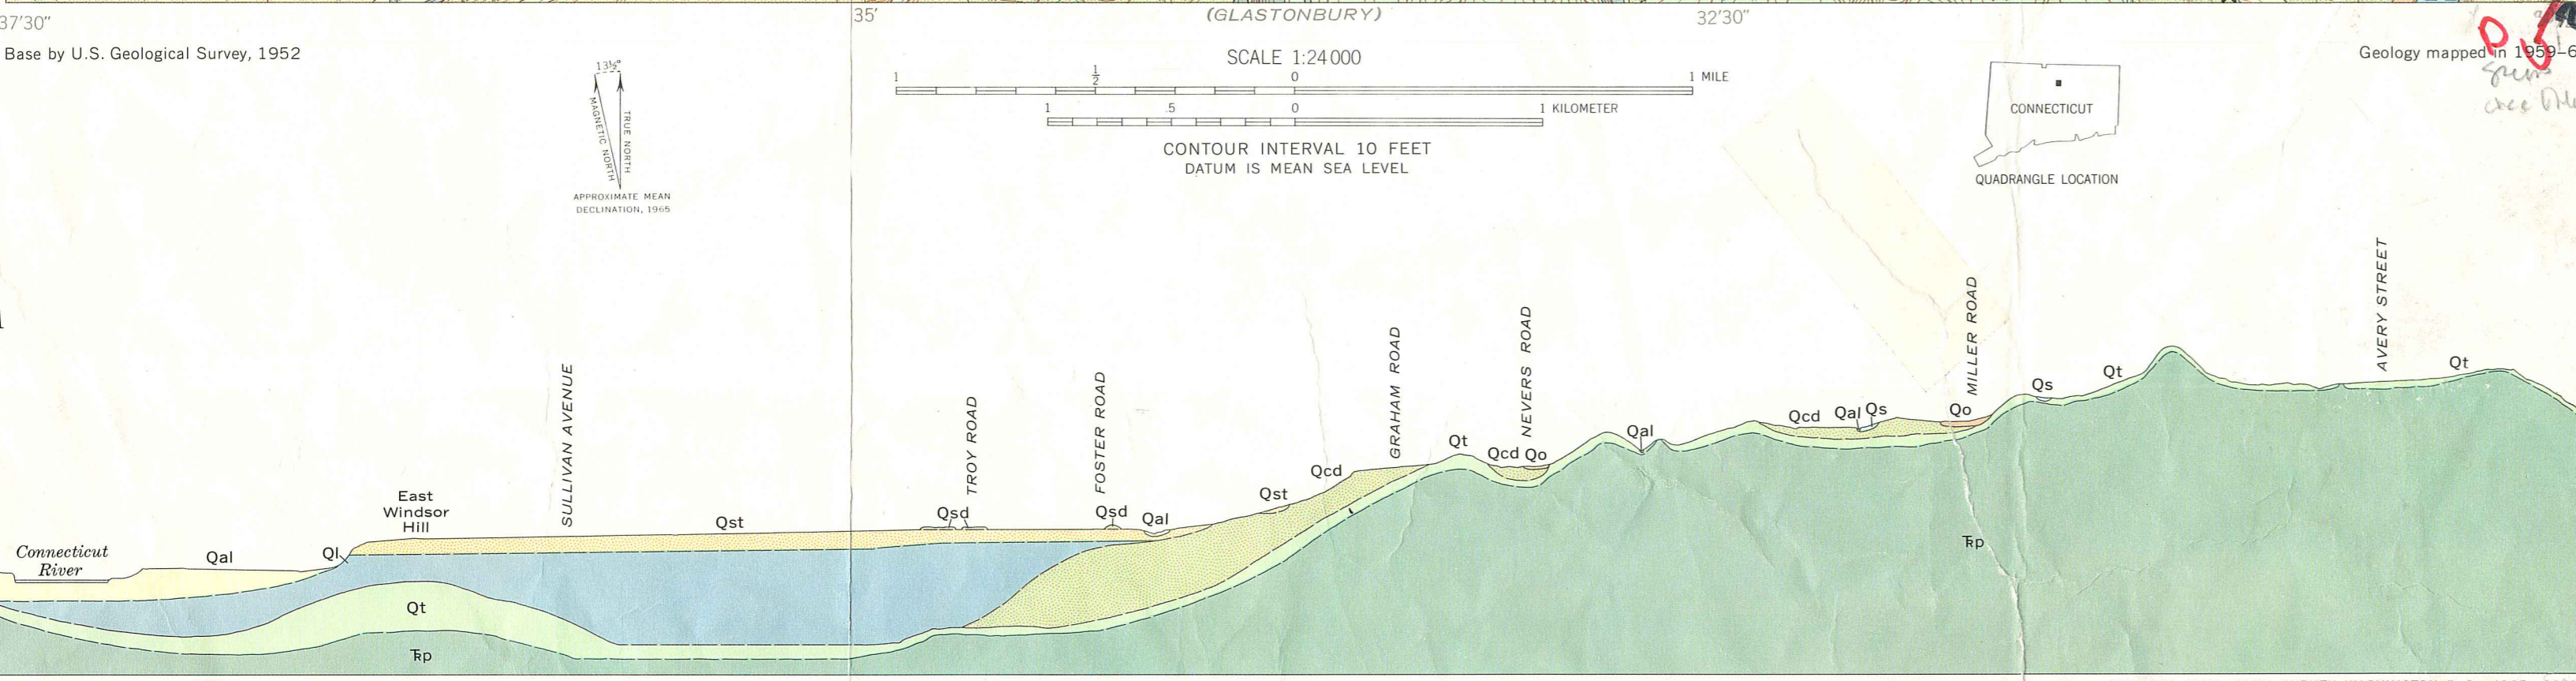 37'30"
35'
(GLASTONBURY)
32'30"
Base by U.S. Geological Survey, 1952
Geology mapped in 1959–6
13½°
MAGNETIC NORTH
TRUE NORTH
APPROXIMATE MEAN
DECLINATION, 1965
SCALE 1:24 000
1 ½ 0 1 MILE
1 .5 0 1 KILOMETER
CONTOUR INTERVAL 10 FEET
DATUM IS MEAN SEA LEVEL
CONNECTICUT
QUADRANGLE LOCATION
Connecticut
River
Qal
Ql
East
Windsor
Hill
SULLIVAN AVENUE
Qst
Qsd
TROY ROAD
FOSTER ROAD
Qsd
Qal
Qst
Qcd
GRAHAM ROAD
Qt
Qcd
Qo
NEVERS ROAD
Qal
Qcd
Qal
Qs
Qo
MILLER ROAD
Qs
Qt
AVERY STREET
Qt
Qt
Ꞧp
Ꞧp